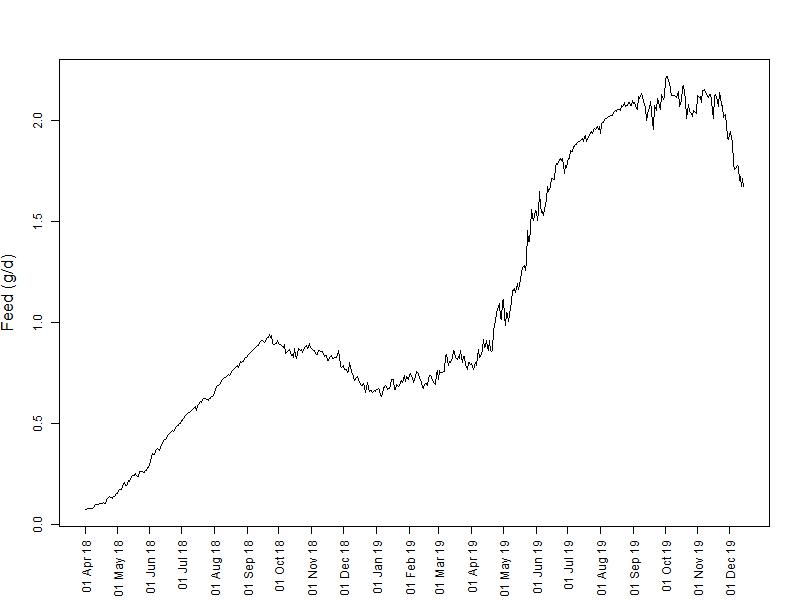 Feed (g/d)
2.0
1.5
1.0
0.5
0.0
01 Apr 18
01 May 18
01 Jun 18
01 Jul 18
01 Aug 18
01 Sep 18
01 Oct 18
01 Nov 18
01 Dec 18
01 Jan 19
01 Feb 19
01 Mar 19
01 Apr 19
01 May 19
01 Jun 19
01 Jul 19
01 Aug 19
01 Sep 19
01 Oct 19
01 Nov 19
01 Dec 19